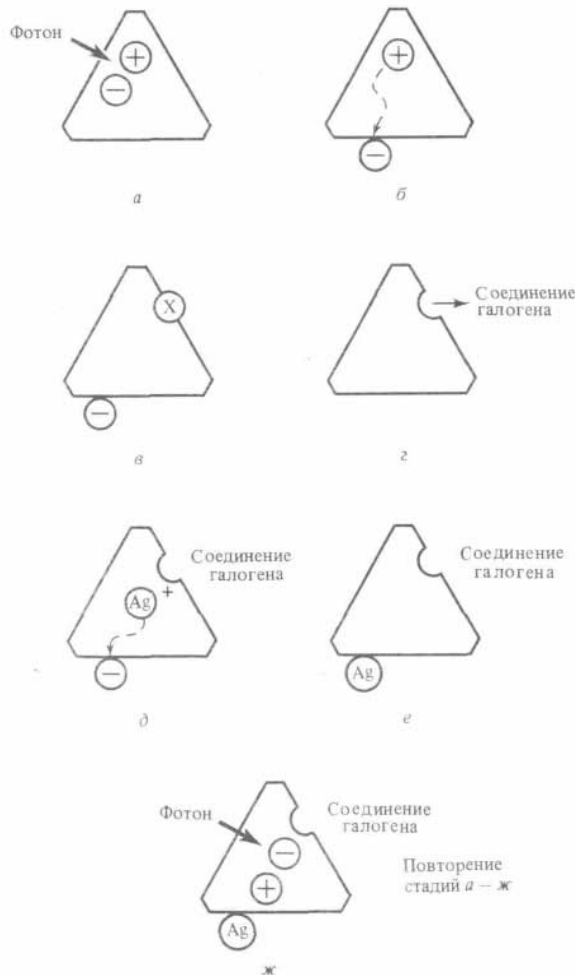 Фотон
+
−
а
+
−
б
X
−
в
Соединение
галогена
г
Соединение
галогена
Ag
+
−
д
Соединение
галогена
Ag
е
Фотон
Соединение
галогена
−
+
Повторение
стадий а − ж
Ag
ж